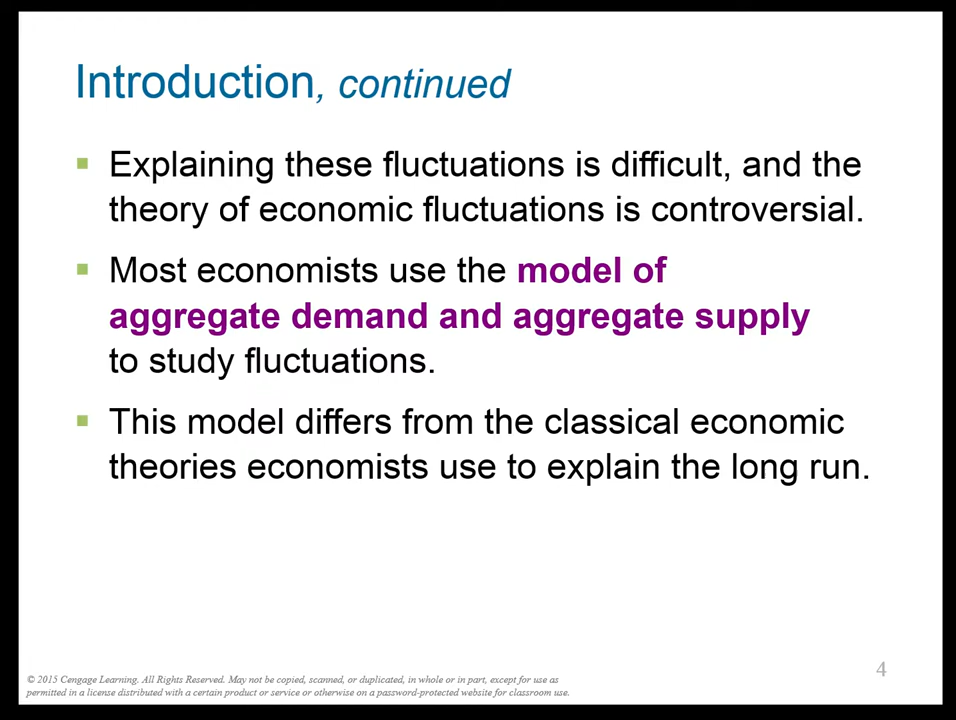 Introduction, continued
Explaining these fluctuations is difficult, and the
theory of economic fluctuations is controversial.
Most economists use the model of
aggregate demand and aggregate supply
to study fluctuations.
This model differs from the classical economic
theories economists use to explain the long run.
© 2015 Cengage Learning. All Rights Reserved. May not be copied, scanned, or duplicated, in whole or in part, except for use as
permitted in a license distributed with a certain product or service or otherwise on a password-protected website for classroom use.
4